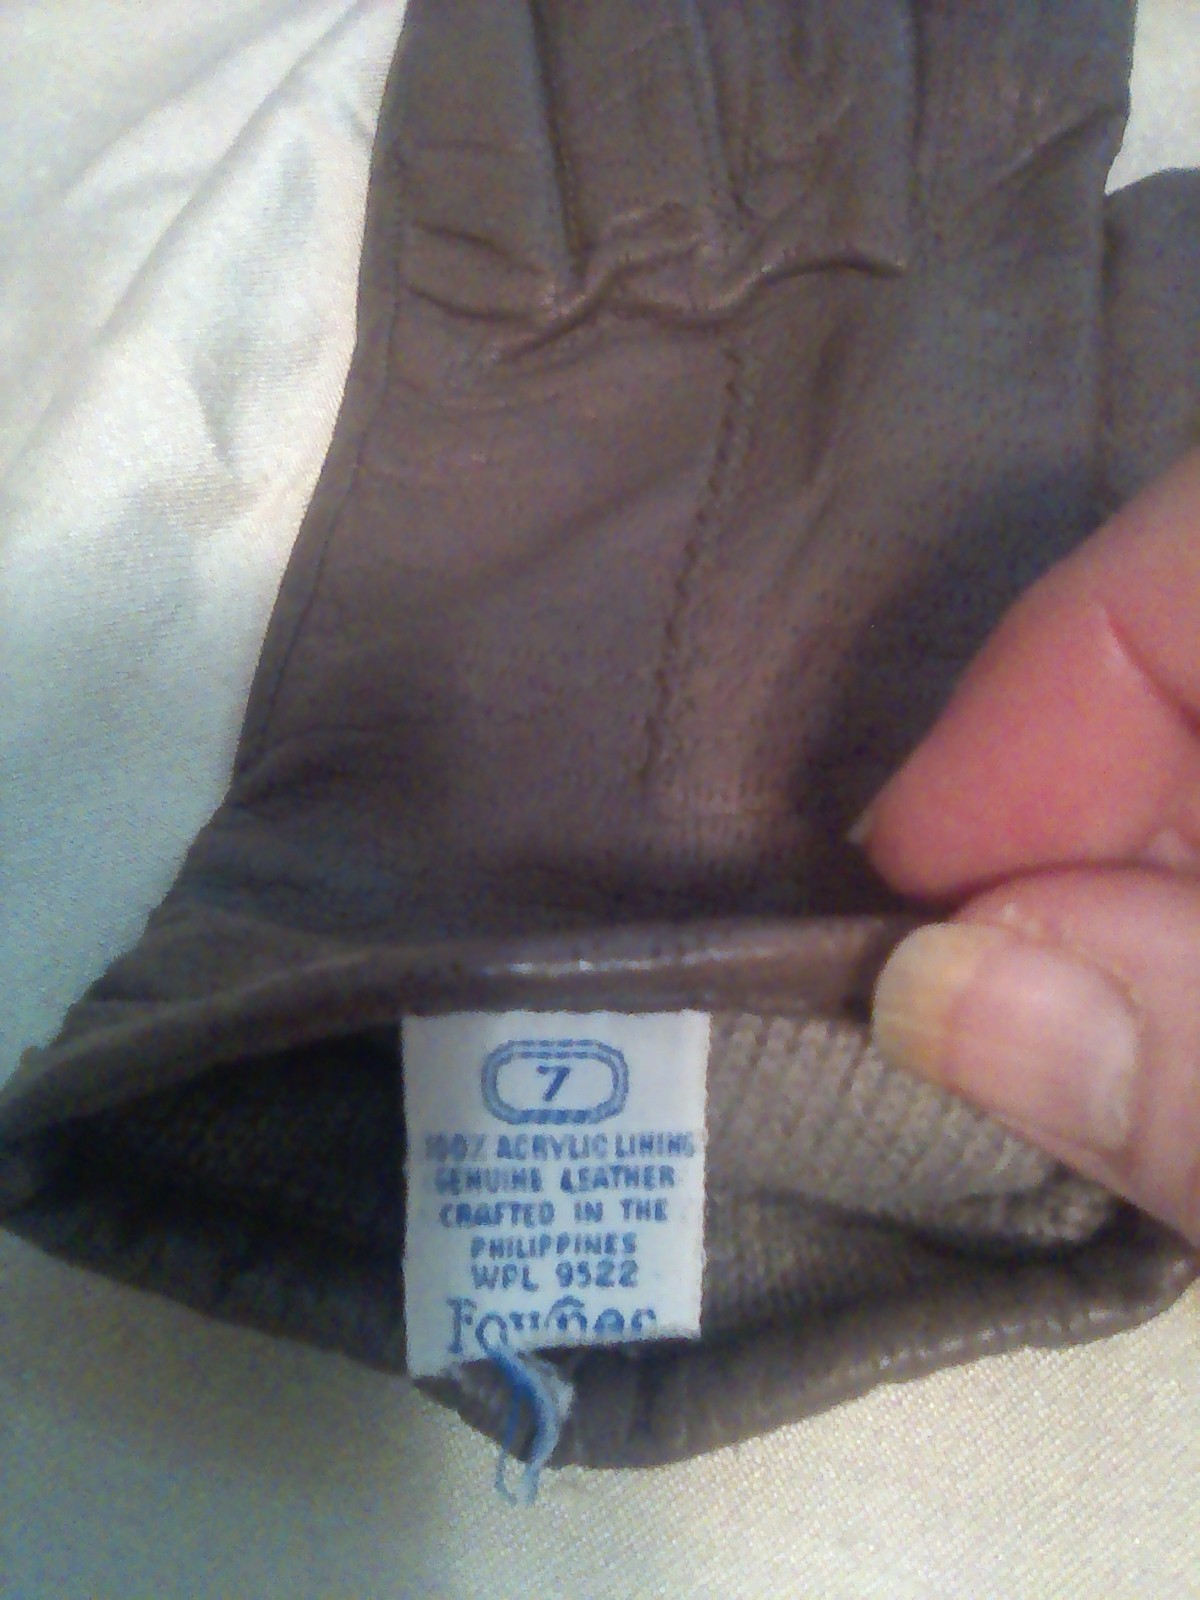 7
100% ACRYLIC LINING
GENUINE LEATHER
CRAFTED IN THE
PHILIPPINES
WPL 9522